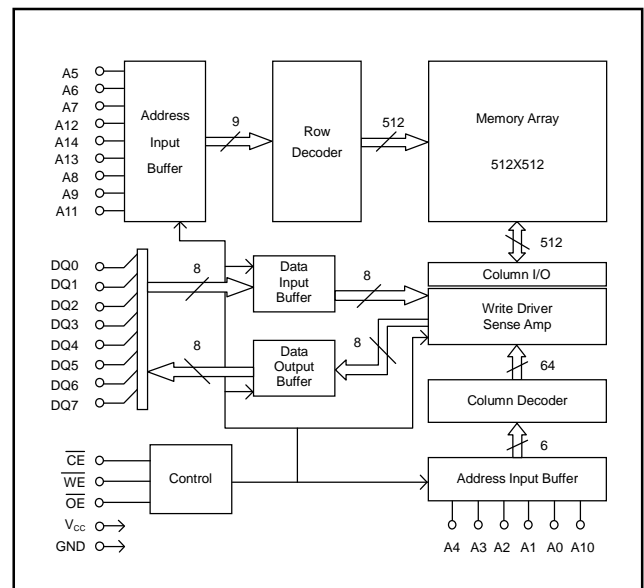 A5
A6
A7
A12
A14
A13
A8
A9
A11
Address
Input
Buffer
9
Row
Decoder
512
Memory Array
512X512
512
DQ0
DQ1
DQ2
DQ3
DQ4
DQ5
DQ6
DQ7
8
Data
Input
Buffer
8
Column I/O
Write Driver
Sense Amp
8
Data
Output
Buffer
8
64
Column Decoder
6
CE
WE
OE
VCC
GND
Control
Address Input Buffer
A4 A3 A2 A1 A0 A10